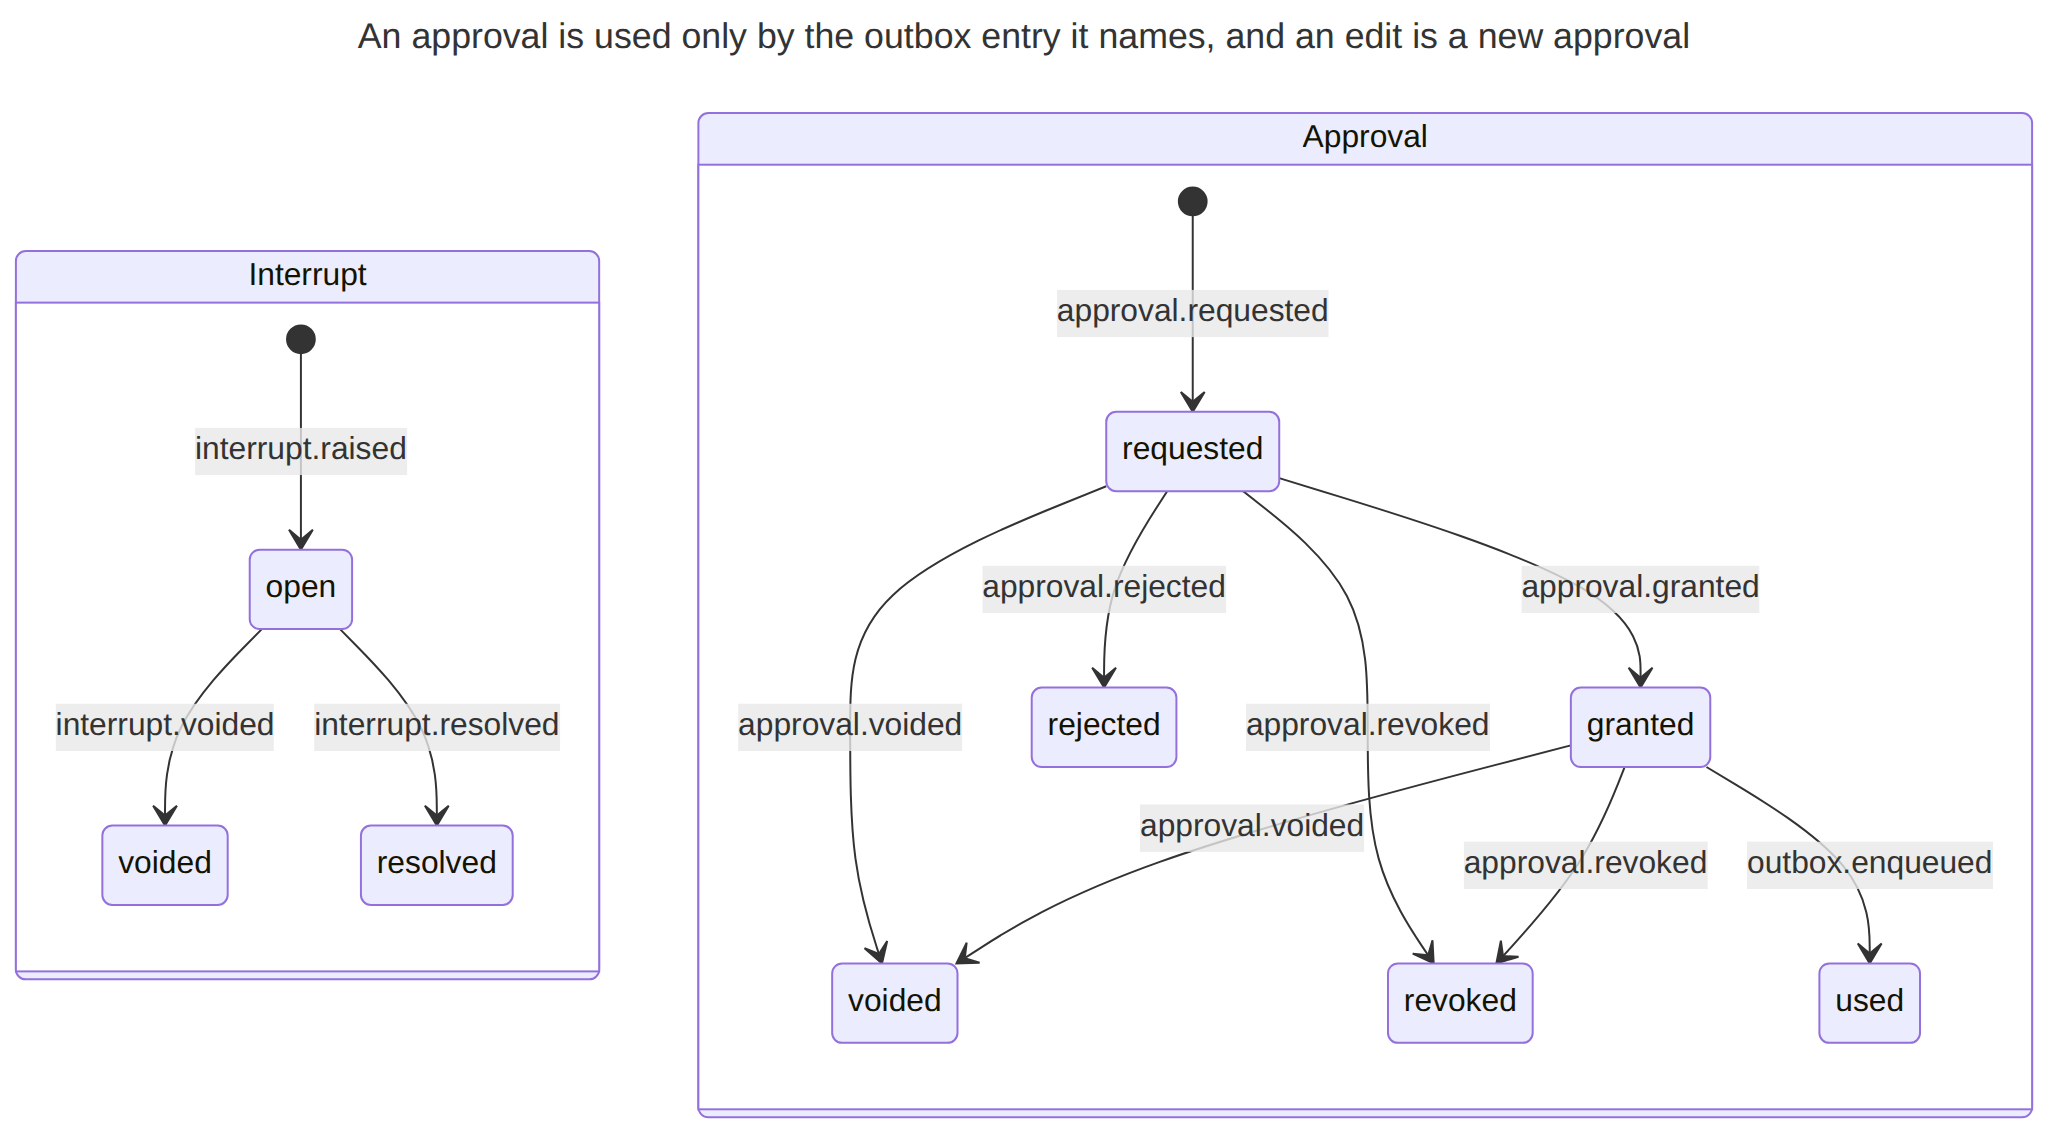 An approval is used only by the outbox entry it names, and an edit is a new approval
Interrupt
interrupt.raised
open
interrupt.voided
interrupt.resolved
voided
resolved
Approval
approval.requested
requested
approval.rejected
approval.granted
approval.voided
rejected
approval.revoked
granted
approval.voided
approval.revoked
outbox.enqueued
voided
revoked
used